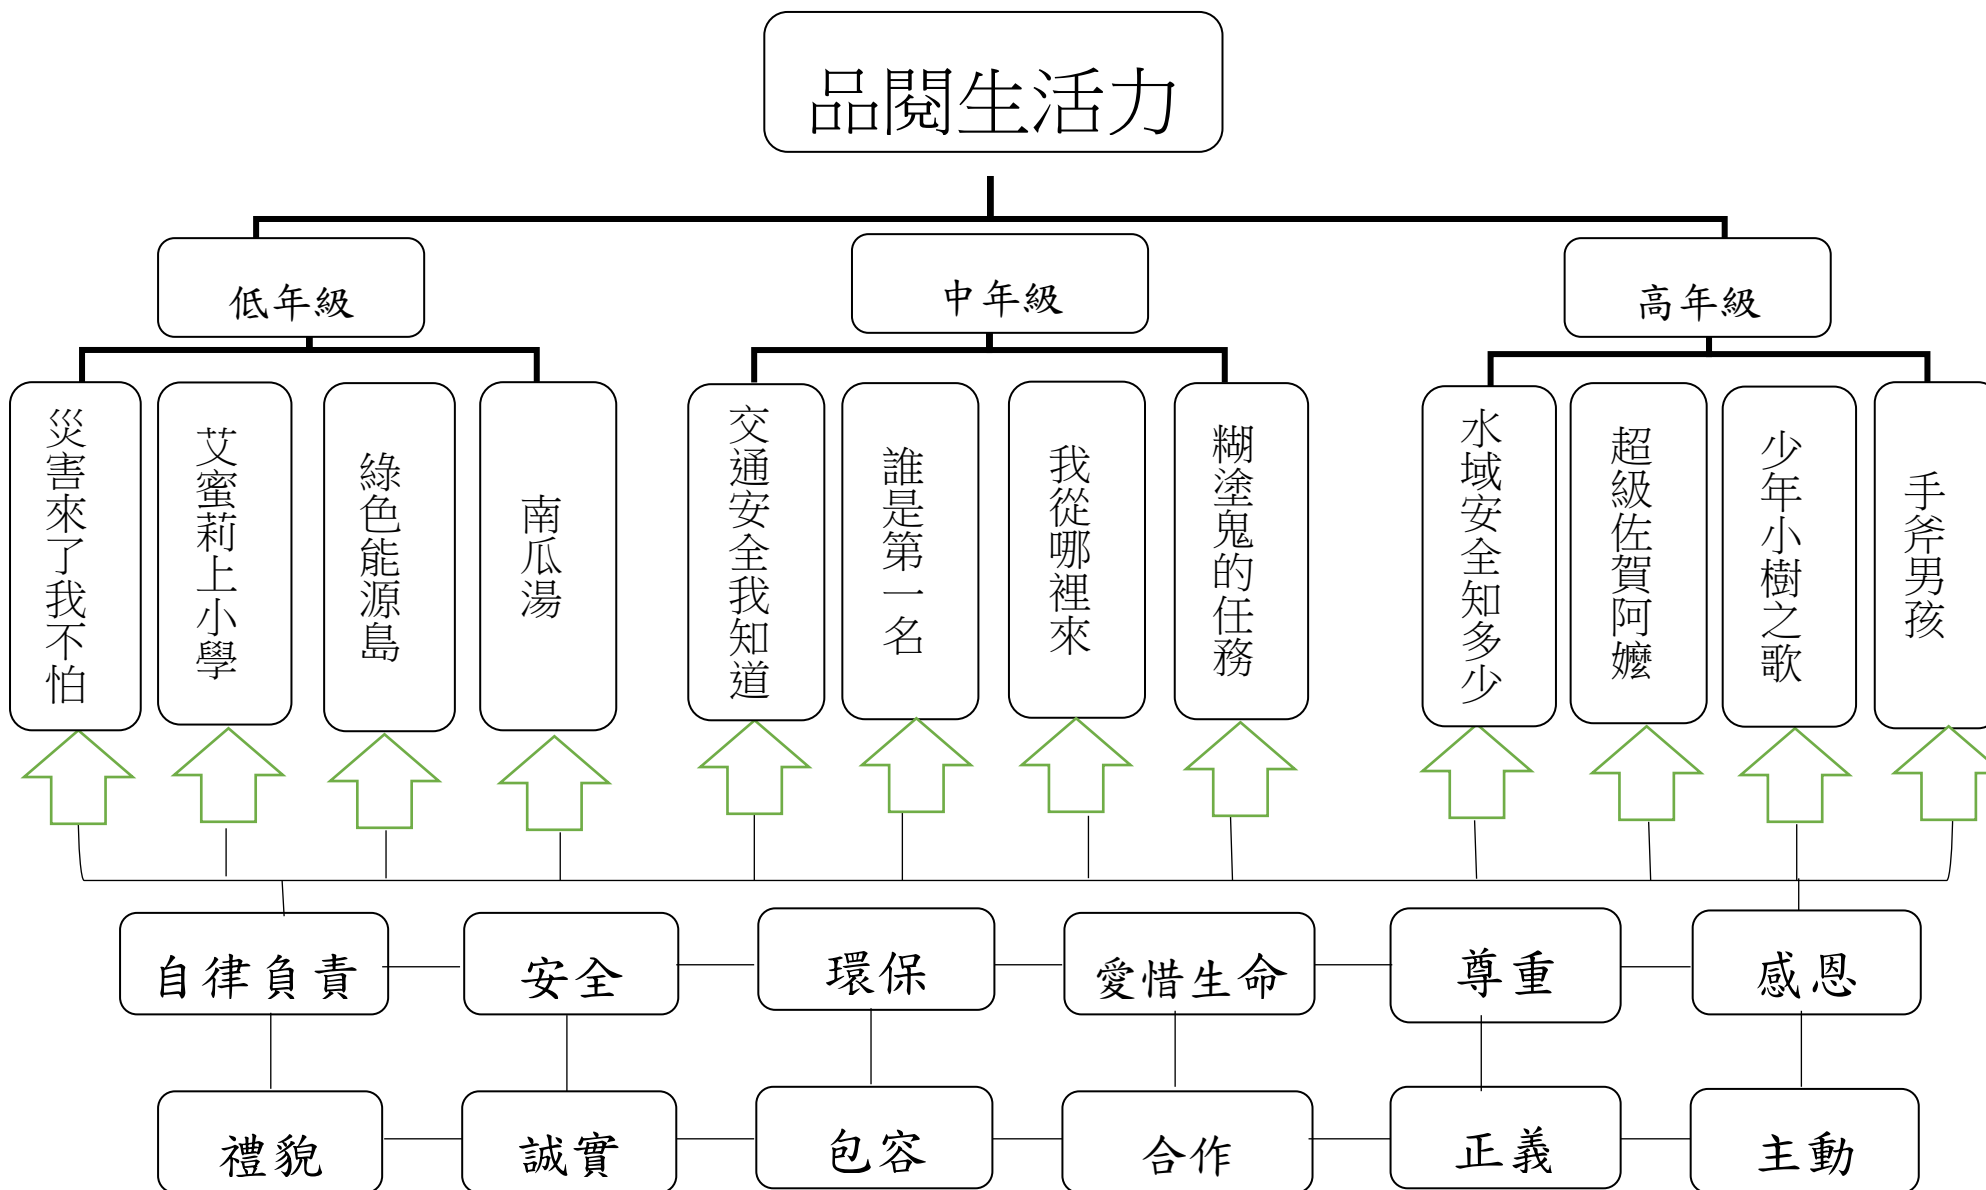 品閱生活力
低年級
中年級
高年級
災害來了我不怕
艾蜜莉上小學
綠色能源島
南瓜湯
交通安全我知道
誰是第一名
我從哪裡來
糊塗鬼的任務
水域安全知多少
超級佐賀阿嬤
少年小樹之歌
手斧男孩
自律負責
安全
環保
愛惜生命
尊重
感恩
禮貌
誠實
包容
合作
正義
主動